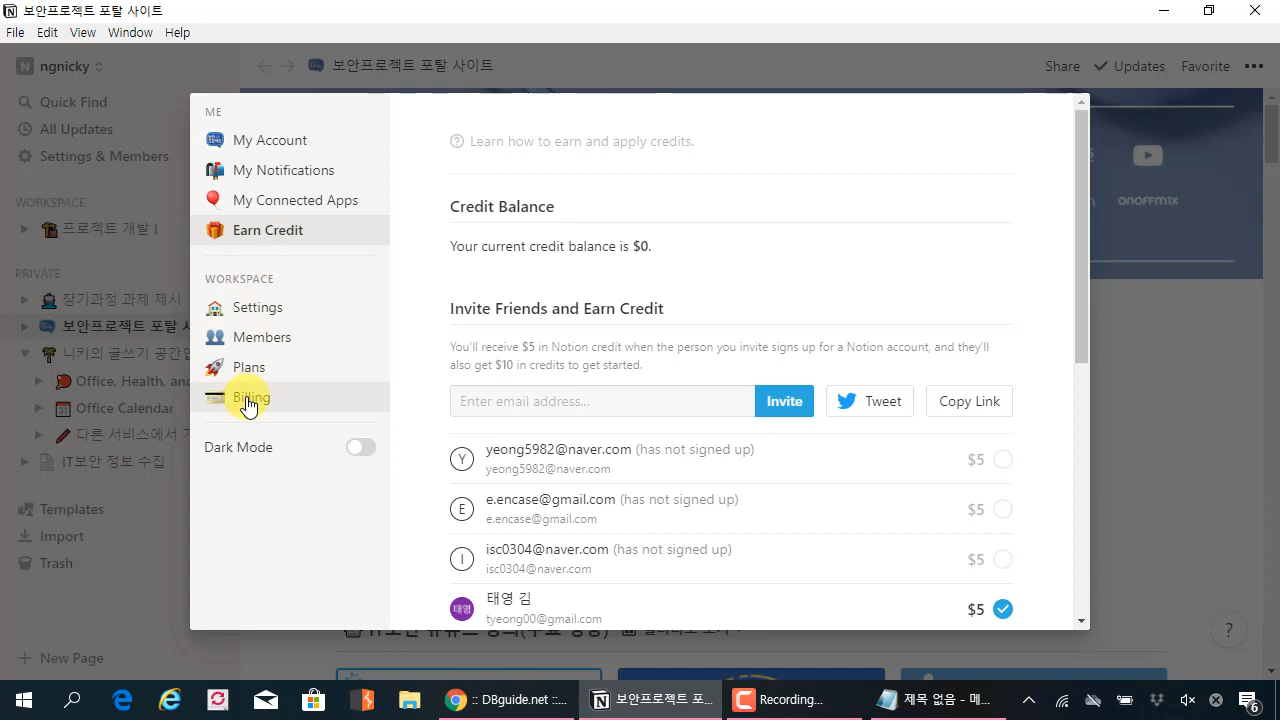 보안프로젝트 포탈 사이트
File Edit View Window Help
ngnicky
보안프로젝트 포탈 사이트
Share Updates Favorite
Quick Find
All Updates
Settings & Members
WORKSPACE
프로젝트 개발 I
PRIVATE
장기과정 과제 제시
보안프로젝트 포탈 사
니키의 글쓰기 공간입
Office, Health, and
Office Calendar
다른 서비스에서 가
IT보안 정보 수집
Templates
Import
Trash
New Page
ME
My Account
My Notifications
My Connected Apps
Earn Credit
WORKSPACE
Settings
Members
Plans
Billing
Dark Mode
Learn how to earn and apply credits.
Credit Balance
Your current credit balance is $0.
Invite Friends and Earn Credit
You'll receive $5 in Notion credit when the person you invite signs up for a Notion account, and they'll
also get $10 in credits to get started.
Enter email address... Invite Tweet Copy Link
Y yeong5982@naver.com (has not signed up) $5
yeong5982@naver.com
E e.encase@gmail.com (has not signed up) $5
e.encase@gmail.com
I isc0304@naver.com (has not signed up) $5
isc0304@naver.com
태영 태영 김 $5
tyeong00@gmail.com
ONOFFMIX
?
:: DBguide.net ::...
보안프로젝트 포...
Recording...
제목 없음 - 메...
6